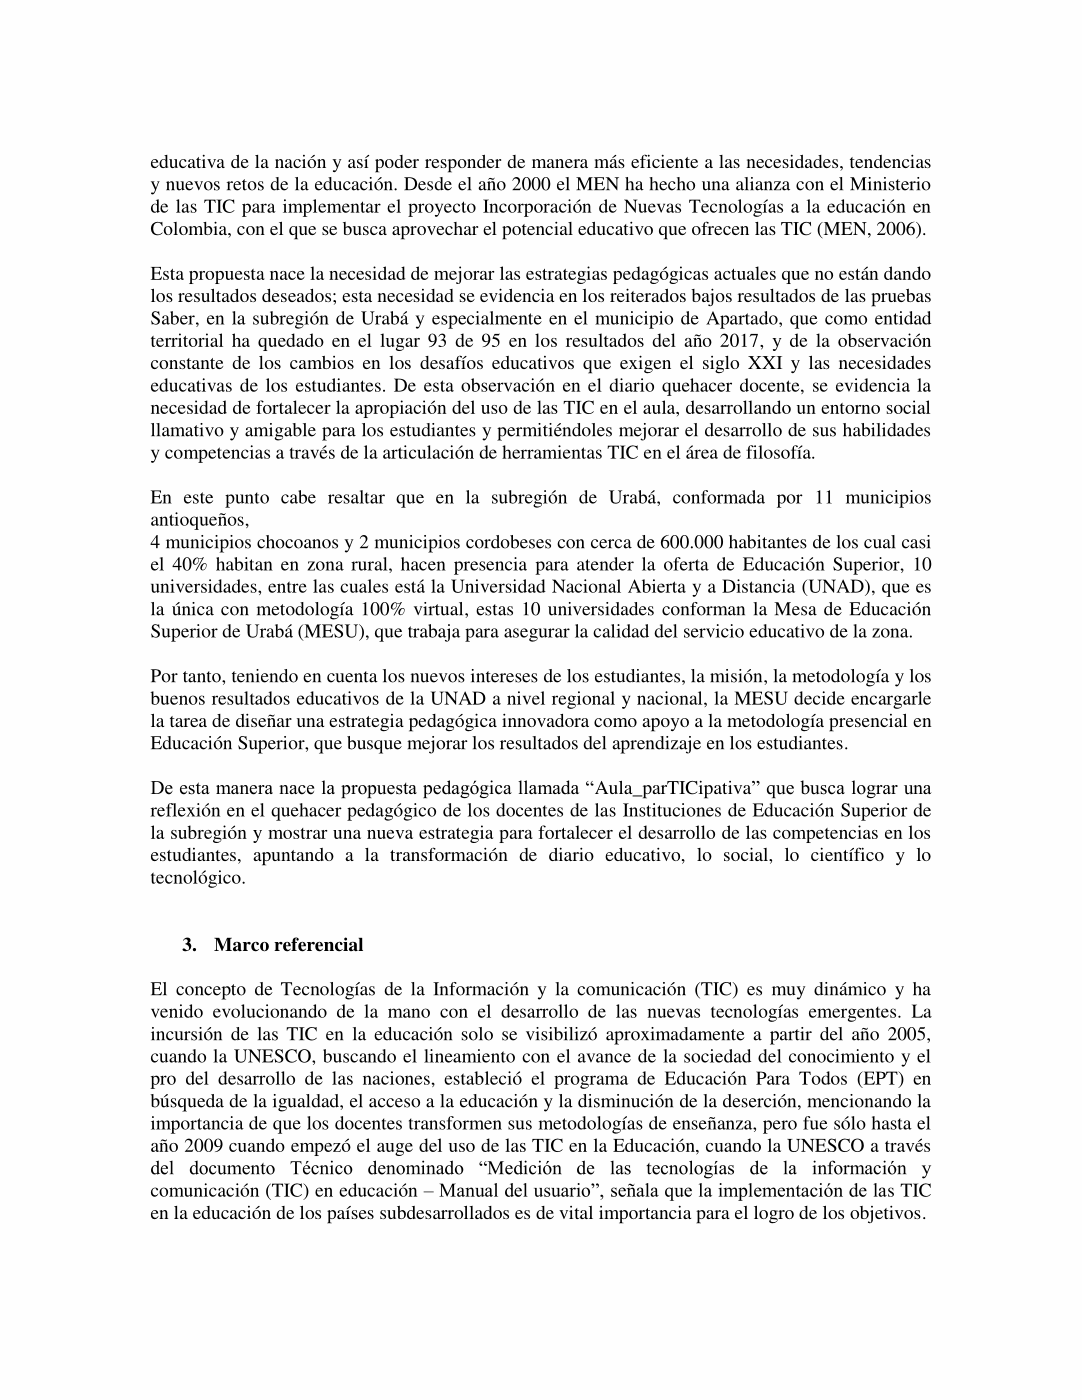 educativa de la nación y así poder responder de manera más eficiente a las necesidades, tendencias
y nuevos retos de la educación. Desde el año 2000 el MEN ha hecho una alianza con el Ministerio
de las TIC para implementar el proyecto Incorporación de Nuevas Tecnologías a la educación en
Colombia, con el que se busca aprovechar el potencial educativo que ofrecen las TIC (MEN, 2006).
Esta propuesta nace la necesidad de mejorar las estrategias pedagógicas actuales que no están dando
los resultados deseados; esta necesidad se evidencia en los reiterados bajos resultados de las pruebas
Saber, en la subregión de Urabá y especialmente en el municipio de Apartado, que como entidad
territorial ha quedado en el lugar 93 de 95 en los resultados del año 2017, y de la observación
constante de los cambios en los desafíos educativos que exigen el siglo XXI y las necesidades
educativas de los estudiantes. De esta observación en el diario quehacer docente, se evidencia la
necesidad de fortalecer la apropiación del uso de las TIC en el aula, desarrollando un entorno social
llamativo y amigable para los estudiantes y permitiéndoles mejorar el desarrollo de sus habilidades
y competencias a través de la articulación de herramientas TIC en el área de filosofía.
En este punto cabe resaltar que en la subregión de Urabá, conformada por 11 municipios
antioqueños,
4 municipios chocoanos y 2 municipios cordobeses con cerca de 600.000 habitantes de los cual casi
el 40% habitan en zona rural, hacen presencia para atender la oferta de Educación Superior, 10
universidades, entre las cuales está la Universidad Nacional Abierta y a Distancia (UNAD), que es
la única con metodología 100% virtual, estas 10 universidades conforman la Mesa de Educación
Superior de Urabá (MESU), que trabaja para asegurar la calidad del servicio educativo de la zona.
Por tanto, teniendo en cuenta los nuevos intereses de los estudiantes, la misión, la metodología y los
buenos resultados educativos de la UNAD a nivel regional y nacional, la MESU decide encargarle
la tarea de diseñar una estrategia pedagógica innovadora como apoyo a la metodología presencial en
Educación Superior, que busque mejorar los resultados del aprendizaje en los estudiantes.
De esta manera nace la propuesta pedagógica llamada “Aula_parTICipativa” que busca lograr una
reflexión en el quehacer pedagógico de los docentes de las Instituciones de Educación Superior de
la subregión y mostrar una nueva estrategia para fortalecer el desarrollo de las competencias en los
estudiantes, apuntando a la transformación de diario educativo, lo social, lo científico y lo
tecnológico.
3. Marco referencial
El concepto de Tecnologías de la Información y la comunicación (TIC) es muy dinámico y ha
venido evolucionando de la mano con el desarrollo de las nuevas tecnologías emergentes. La
incursión de las TIC en la educación solo se visibilizó aproximadamente a partir del año 2005,
cuando la UNESCO, buscando el lineamiento con el avance de la sociedad del conocimiento y el
pro del desarrollo de las naciones, estableció el programa de Educación Para Todos (EPT) en
búsqueda de la igualdad, el acceso a la educación y la disminución de la deserción, mencionando la
importancia de que los docentes transformen sus metodologías de enseñanza, pero fue sólo hasta el
año 2009 cuando empezó el auge del uso de las TIC en la Educación, cuando la UNESCO a través
del documento Técnico denominado “Medición de las tecnologías de la información y
comunicación (TIC) en educación – Manual del usuario”, señala que la implementación de las TIC
en la educación de los países subdesarrollados es de vital importancia para el logro de los objetivos.